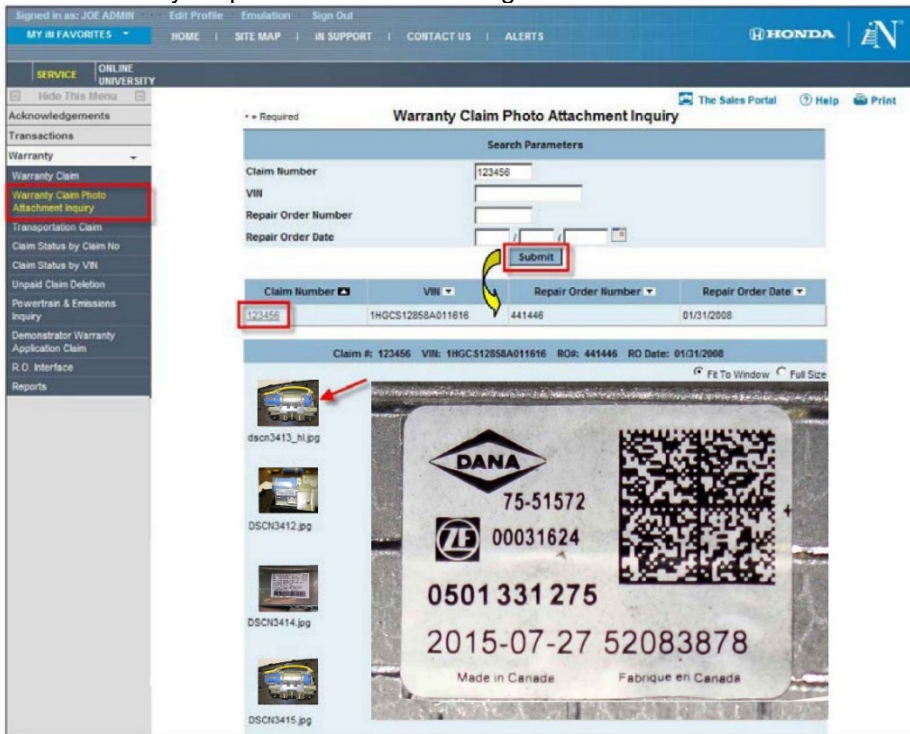 Signed in as: JOE ADMIN Edit Profile Emulation Sign Out
MY iN FAVORITES HOME | SITE MAP | iN SUPPORT | CONTACT US | ALERTS HONDA iN
SERVICE ONLINE UNIVERSITY
Hide This Menu
The Sales Portal Help Print
Acknowledgements
Transactions
Warranty
Warranty Claim
Warranty Claim Photo
Attachment Inquiry
Transportation Claim
Claim Status by Claim No
Claim Status by VIN
Unpaid Claim Deletion
Powertrain & Emissions
Inquiry
Demonstrator Warranty
Application Claim
R.O. Interface
Reports
= Required Warranty Claim Photo Attachment Inquiry
Search Parameters
Claim Number 123456
VIN
Repair Order Number
Repair Order Date / /
Submit
Claim Number VIN Repair Order Number Repair Order Date
123456 1HGCS12858A011616 441446 01/31/2008
Claim #: 123456 VIN: 1HGCS12858A011616 RO#: 441446 RO Date: 01/31/2008
Fit To Window Full Size
dscn3413_hl.jpg
DSCN3412.jpg
DSCN3414.jpg
DSCN3415.jpg
DANA
75-51572
ZF 00031624
0501 331 275
2015-07-27 52083878
Made in Canada Fabrique en Canada